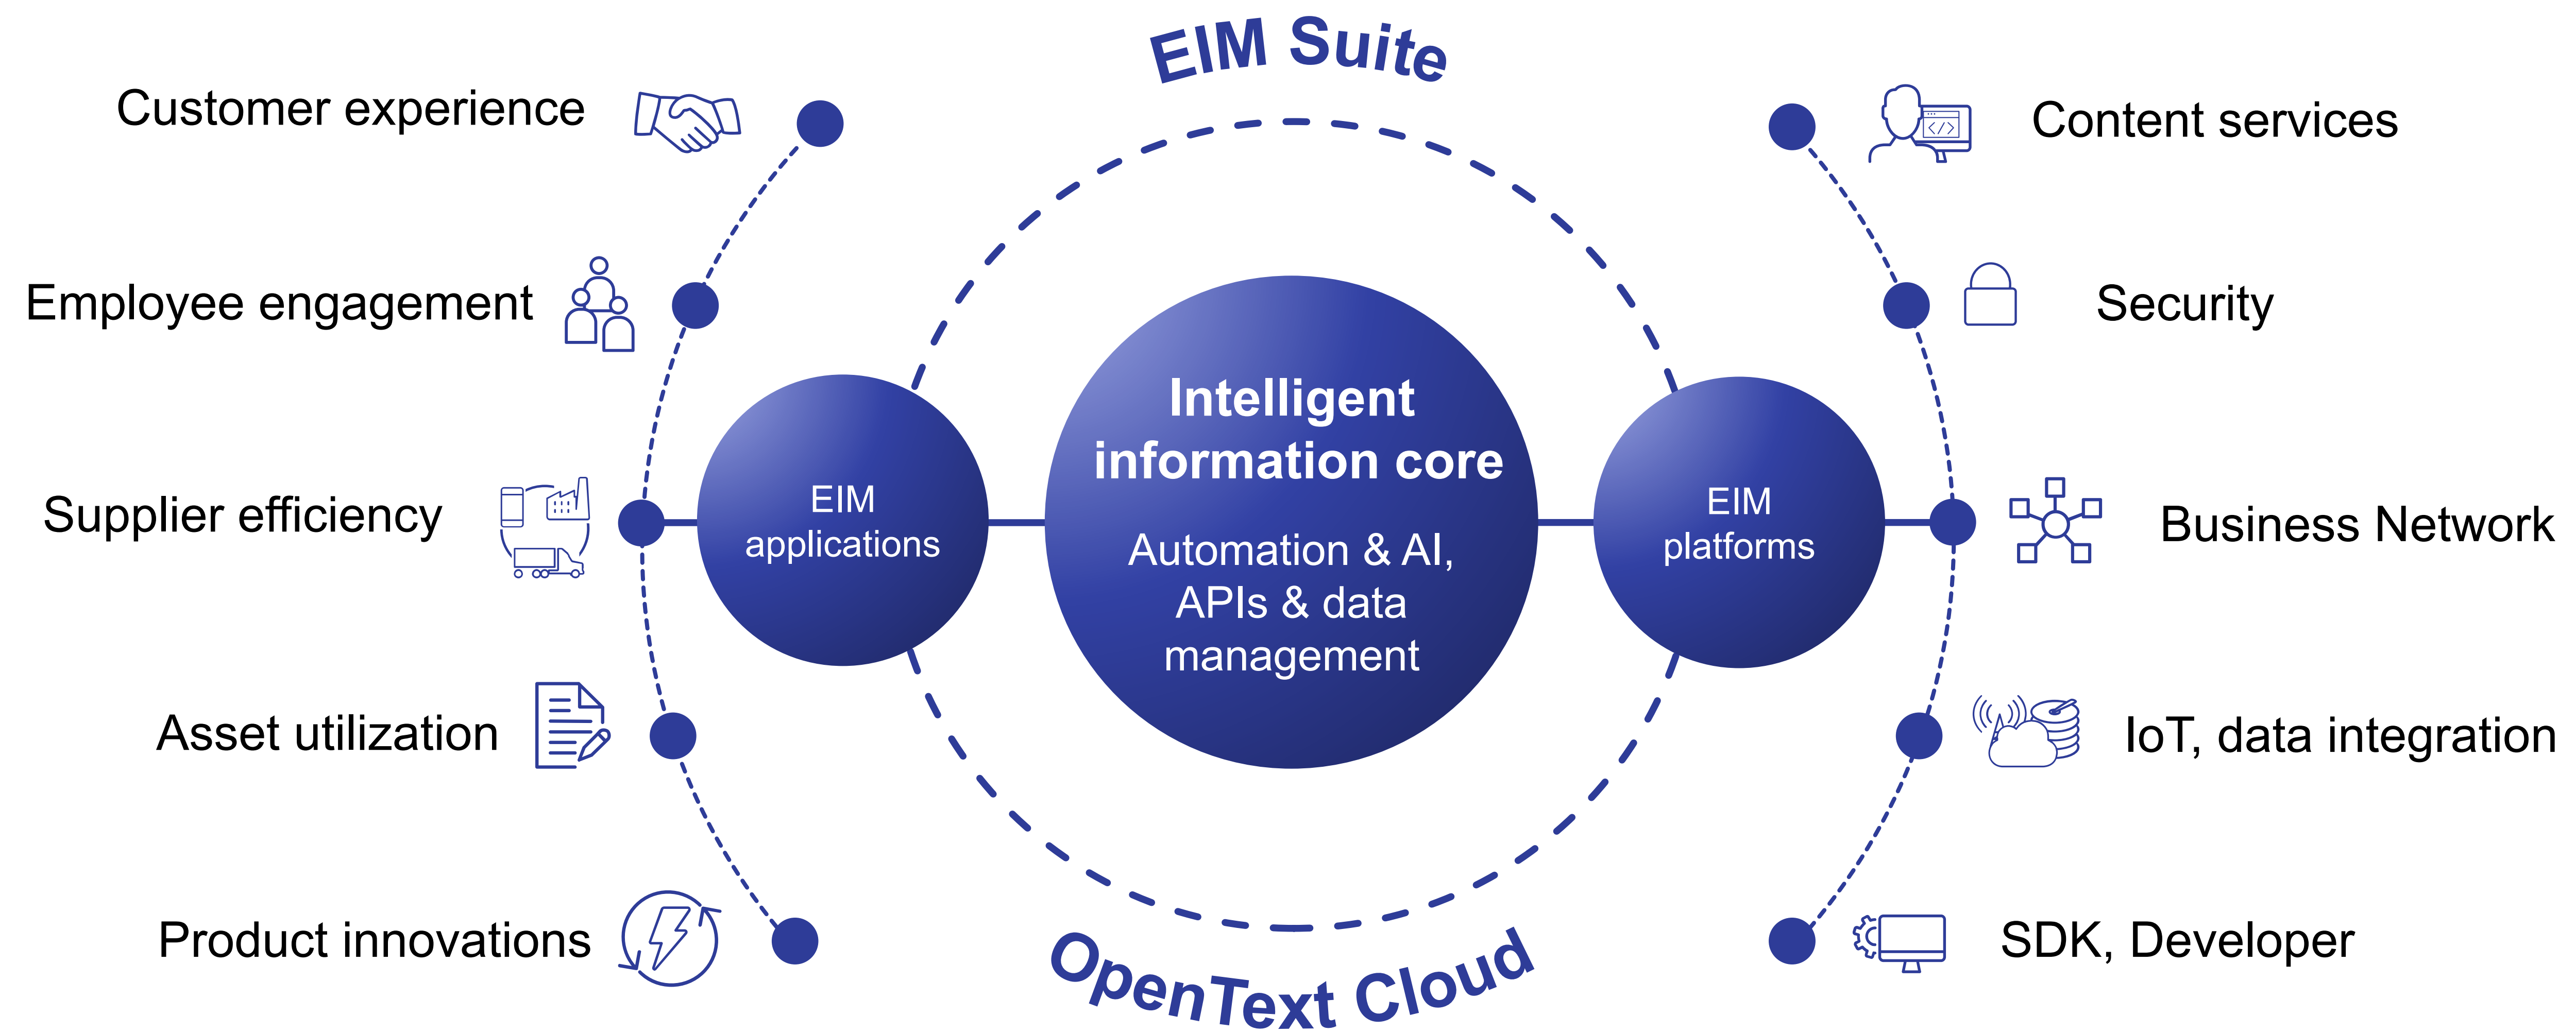 EIM Suite
Customer experience
Employee engagement
Supplier efficiency
Asset utilization
Product innovations
EIM
applications
Intelligent
information core
Automation & AI,
APIs & data
management
EIM
platforms
Content services
Security
Business Network
IoT, data integration
SDK, Developer
OpenText Cloud